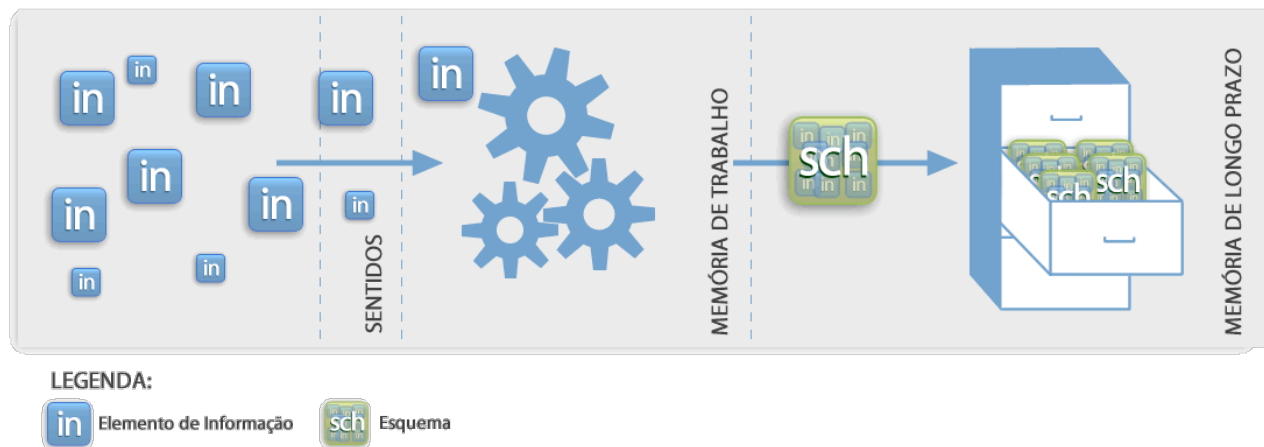 in
in
in
in
in
in
in
in
in
in
in
SENTIDOS
MEMÓRIA DE TRABALHO
sch
MEMÓRIA DE LONGO PRAZO
sch
sch
LEGENDA:
in Elemento de Informação
sch Esquema